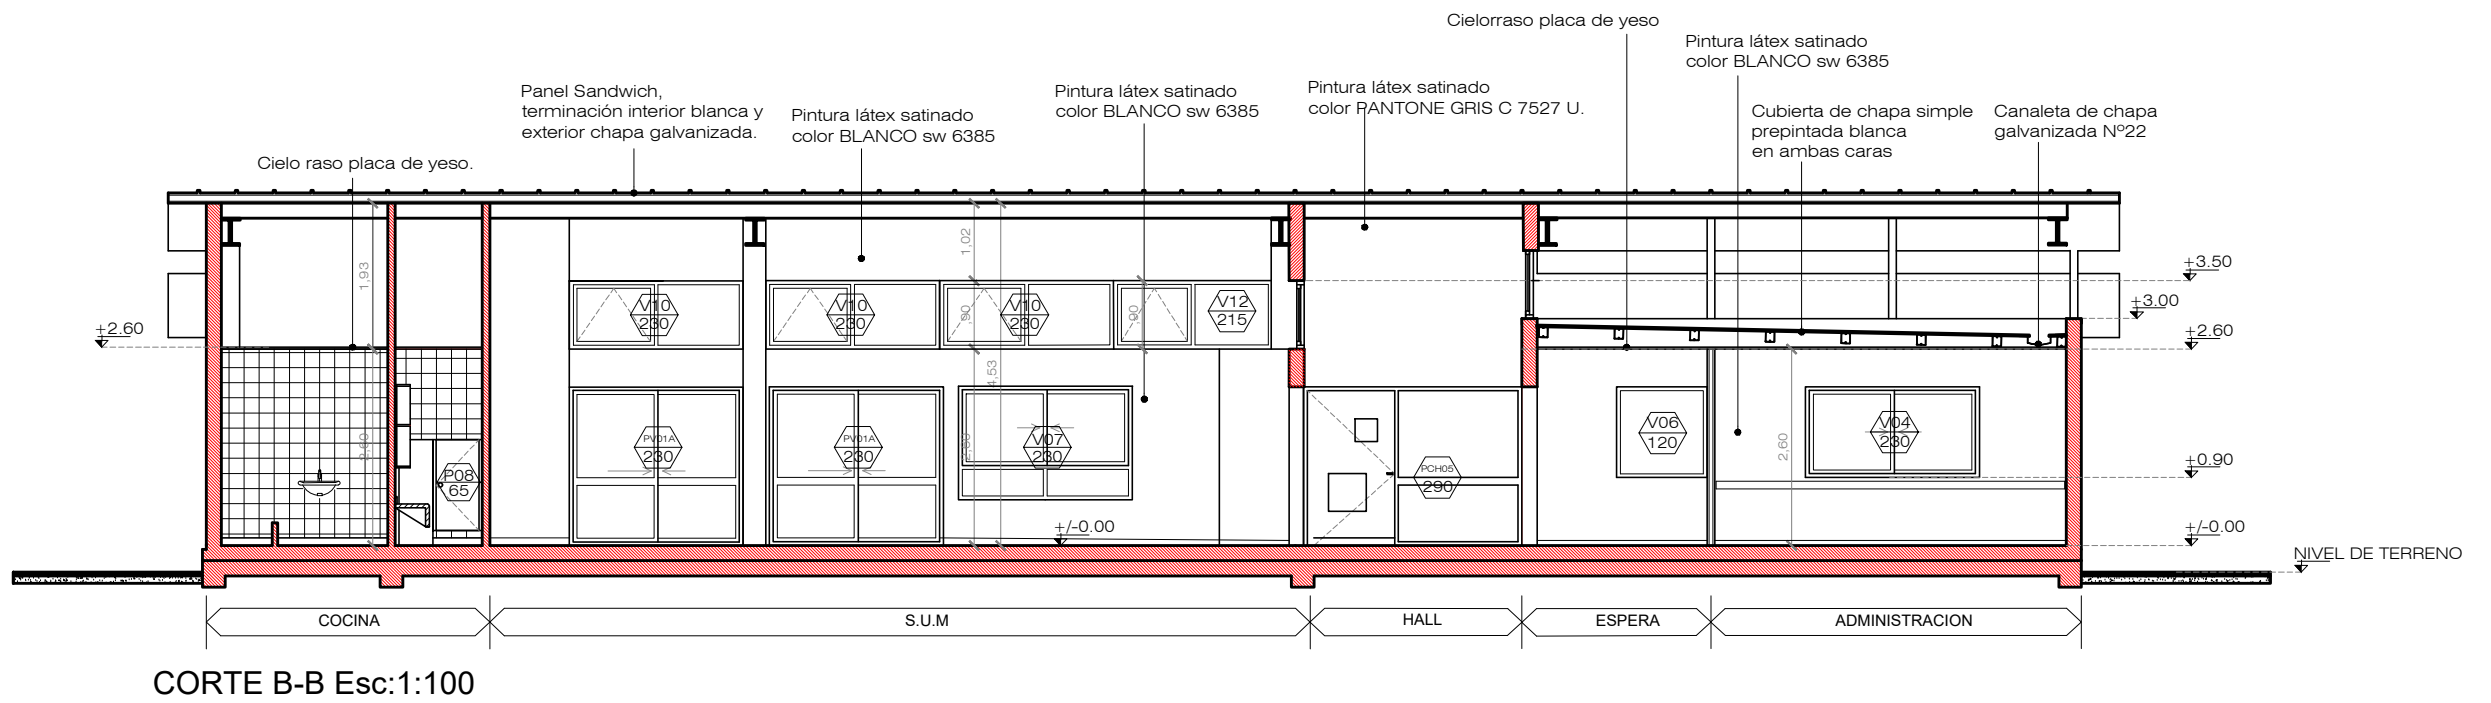 Cielorraso placa de yeso
Pintura látex satinado
color BLANCO sw 6385
Panel Sandwich,
terminación interior blanca y
exterior chapa galvanizada.
Pintura látex satinado
color BLANCO sw 6385
Pintura látex satinado
color BLANCO sw 6385
Pintura látex satinado
color PANTONE GRIS C 7527 U.
Cubierta de chapa simple
prepintada blanca
en ambas caras
Canaleta de chapa
galvanizada Nº22
Cielo raso placa de yeso.
1,93
1,02
+3.50
+3.00
+2.60
+2.60
V10
230
V10
230
V10
230
V12
215
,90
,90
4,53
2,60
2,60
2,60
P08
65
PV01A
230
PV01A
230
V07
230
PCH05
290
V06
120
V04
230
+0.90
+/-0.00
+/-0.00
NIVEL DE TERRENO
COCINA
S.U.M
HALL
ESPERA
ADMINISTRACION
CORTE B-B Esc:1:100